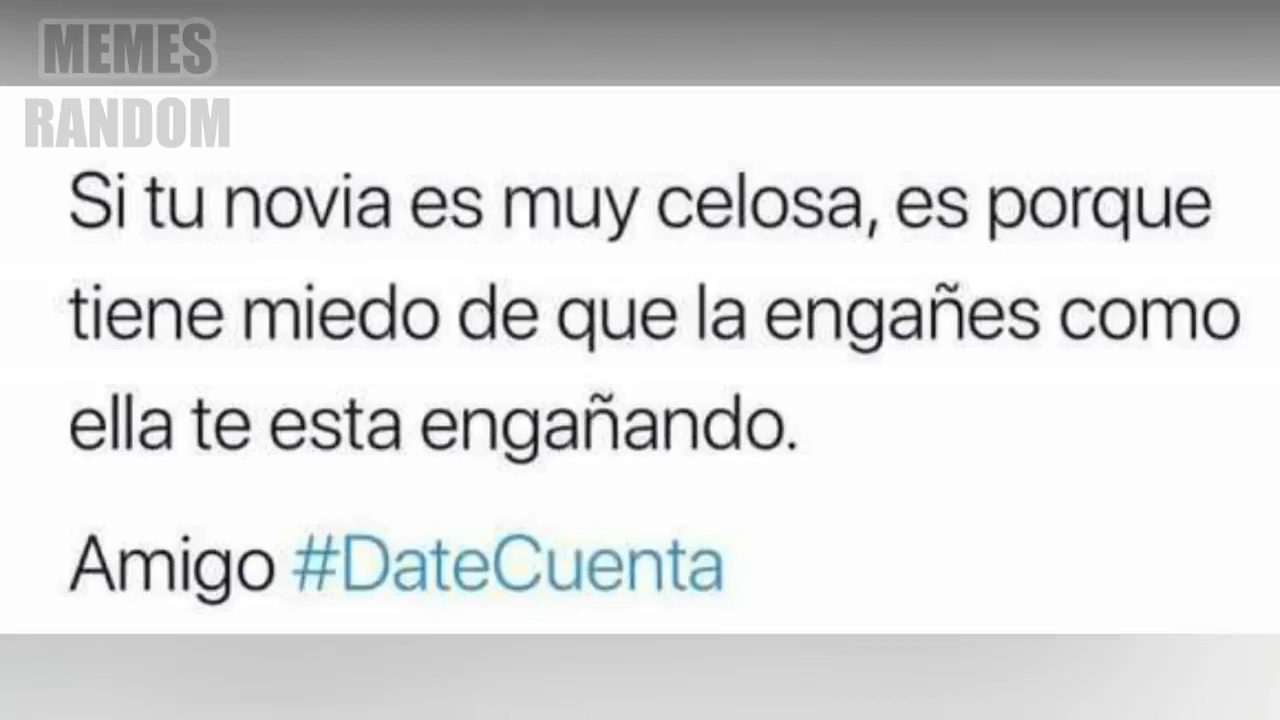 MEMES
RANDOM
Si tu novia es muy celosa, es porque
tiene miedo de que la engañes como
ella te esta engañando.
Amigo #DateCuenta